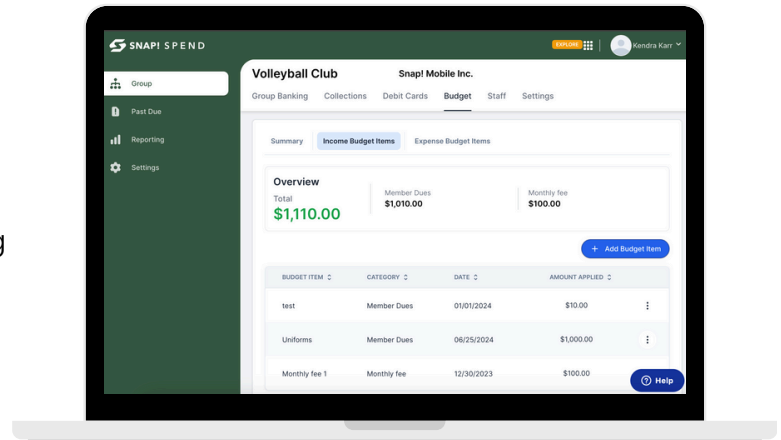 SNAP! SPEND
EXPLORE
Kendra Karr
Group
Past Due
Reporting
Settings
Volleyball Club Snap! Mobile Inc.
Group Banking Collections Debit Cards Budget Staff Settings
Summary Income Budget Items Expense Budget Items
Overview
Total
$1,110.00
Member Dues
$1,010.00
Monthly fee
$100.00
+ Add Budget Item
BUDGET ITEM CATEGORY DATE AMOUNT APPLIED
test Member Dues 01/01/2024 $10.00
Uniforms Member Dues 06/25/2024 $1,000.00
Monthly fee 1 Monthly fee 12/30/2023 $100.00
Help
g